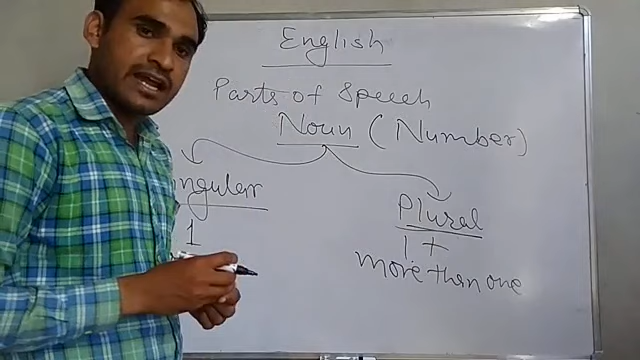 English
Parts of Speech
Noun (Number)
ngular Plural
1 1+
more than one